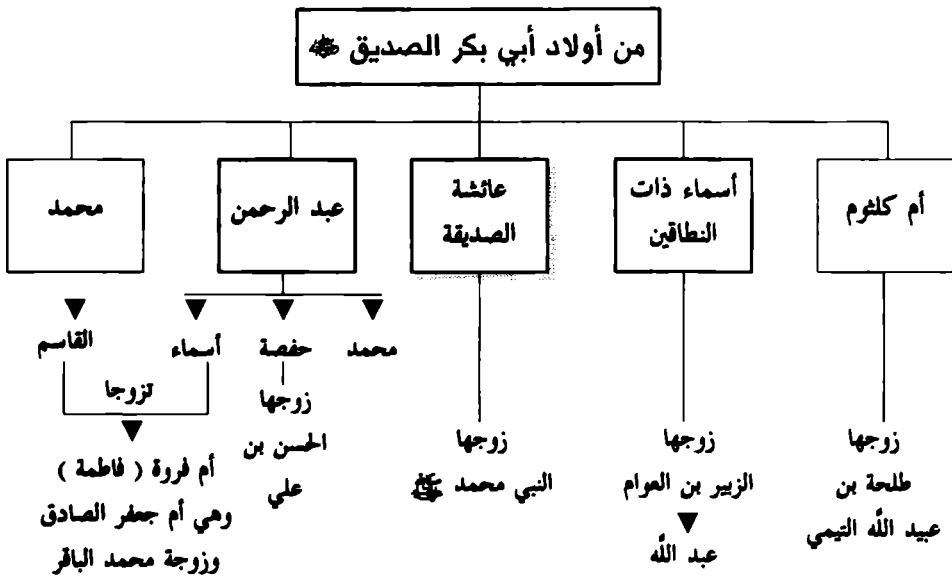 من أولاد أبي بكر الصديق ﷺ
أم كلثوم
أسماء ذات
النطاقين
عائشة
الصديقة
عبد الرحمن
محمد
زوجها
طلحة بن
عبيد اللَّه التيمي
زوجها
الزبير بن العوام
عبد اللَّه
زوجها
النبي محمد ﷺ
محمد
حفصة
أسماء
زوجها
الحسن بن
علي
القاسم
تزوجا
أم فروة ( فاطمة )
وهي أم جعفر الصادق
وزوجة محمد الباقر